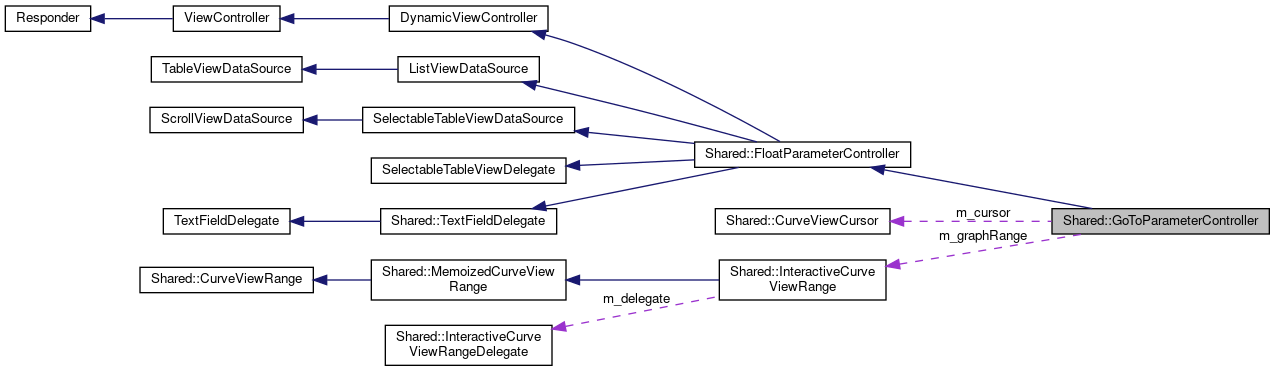 Responder
ViewController
DynamicViewController
TableViewDataSource
ListViewDataSource
ScrollViewDataSource
SelectableTableViewDataSource
Shared::FloatParameterController
SelectableTableViewDelegate
TextFieldDelegate
Shared::TextFieldDelegate
Shared::CurveViewCursor
m_cursor
Shared::GoToParameterController
m_graphRange
Shared::CurveViewRange
Shared::MemoizedCurveView
Range
Shared::InteractiveCurve
ViewRange
m_delegate
Shared::InteractiveCurve
ViewRangeDelegate